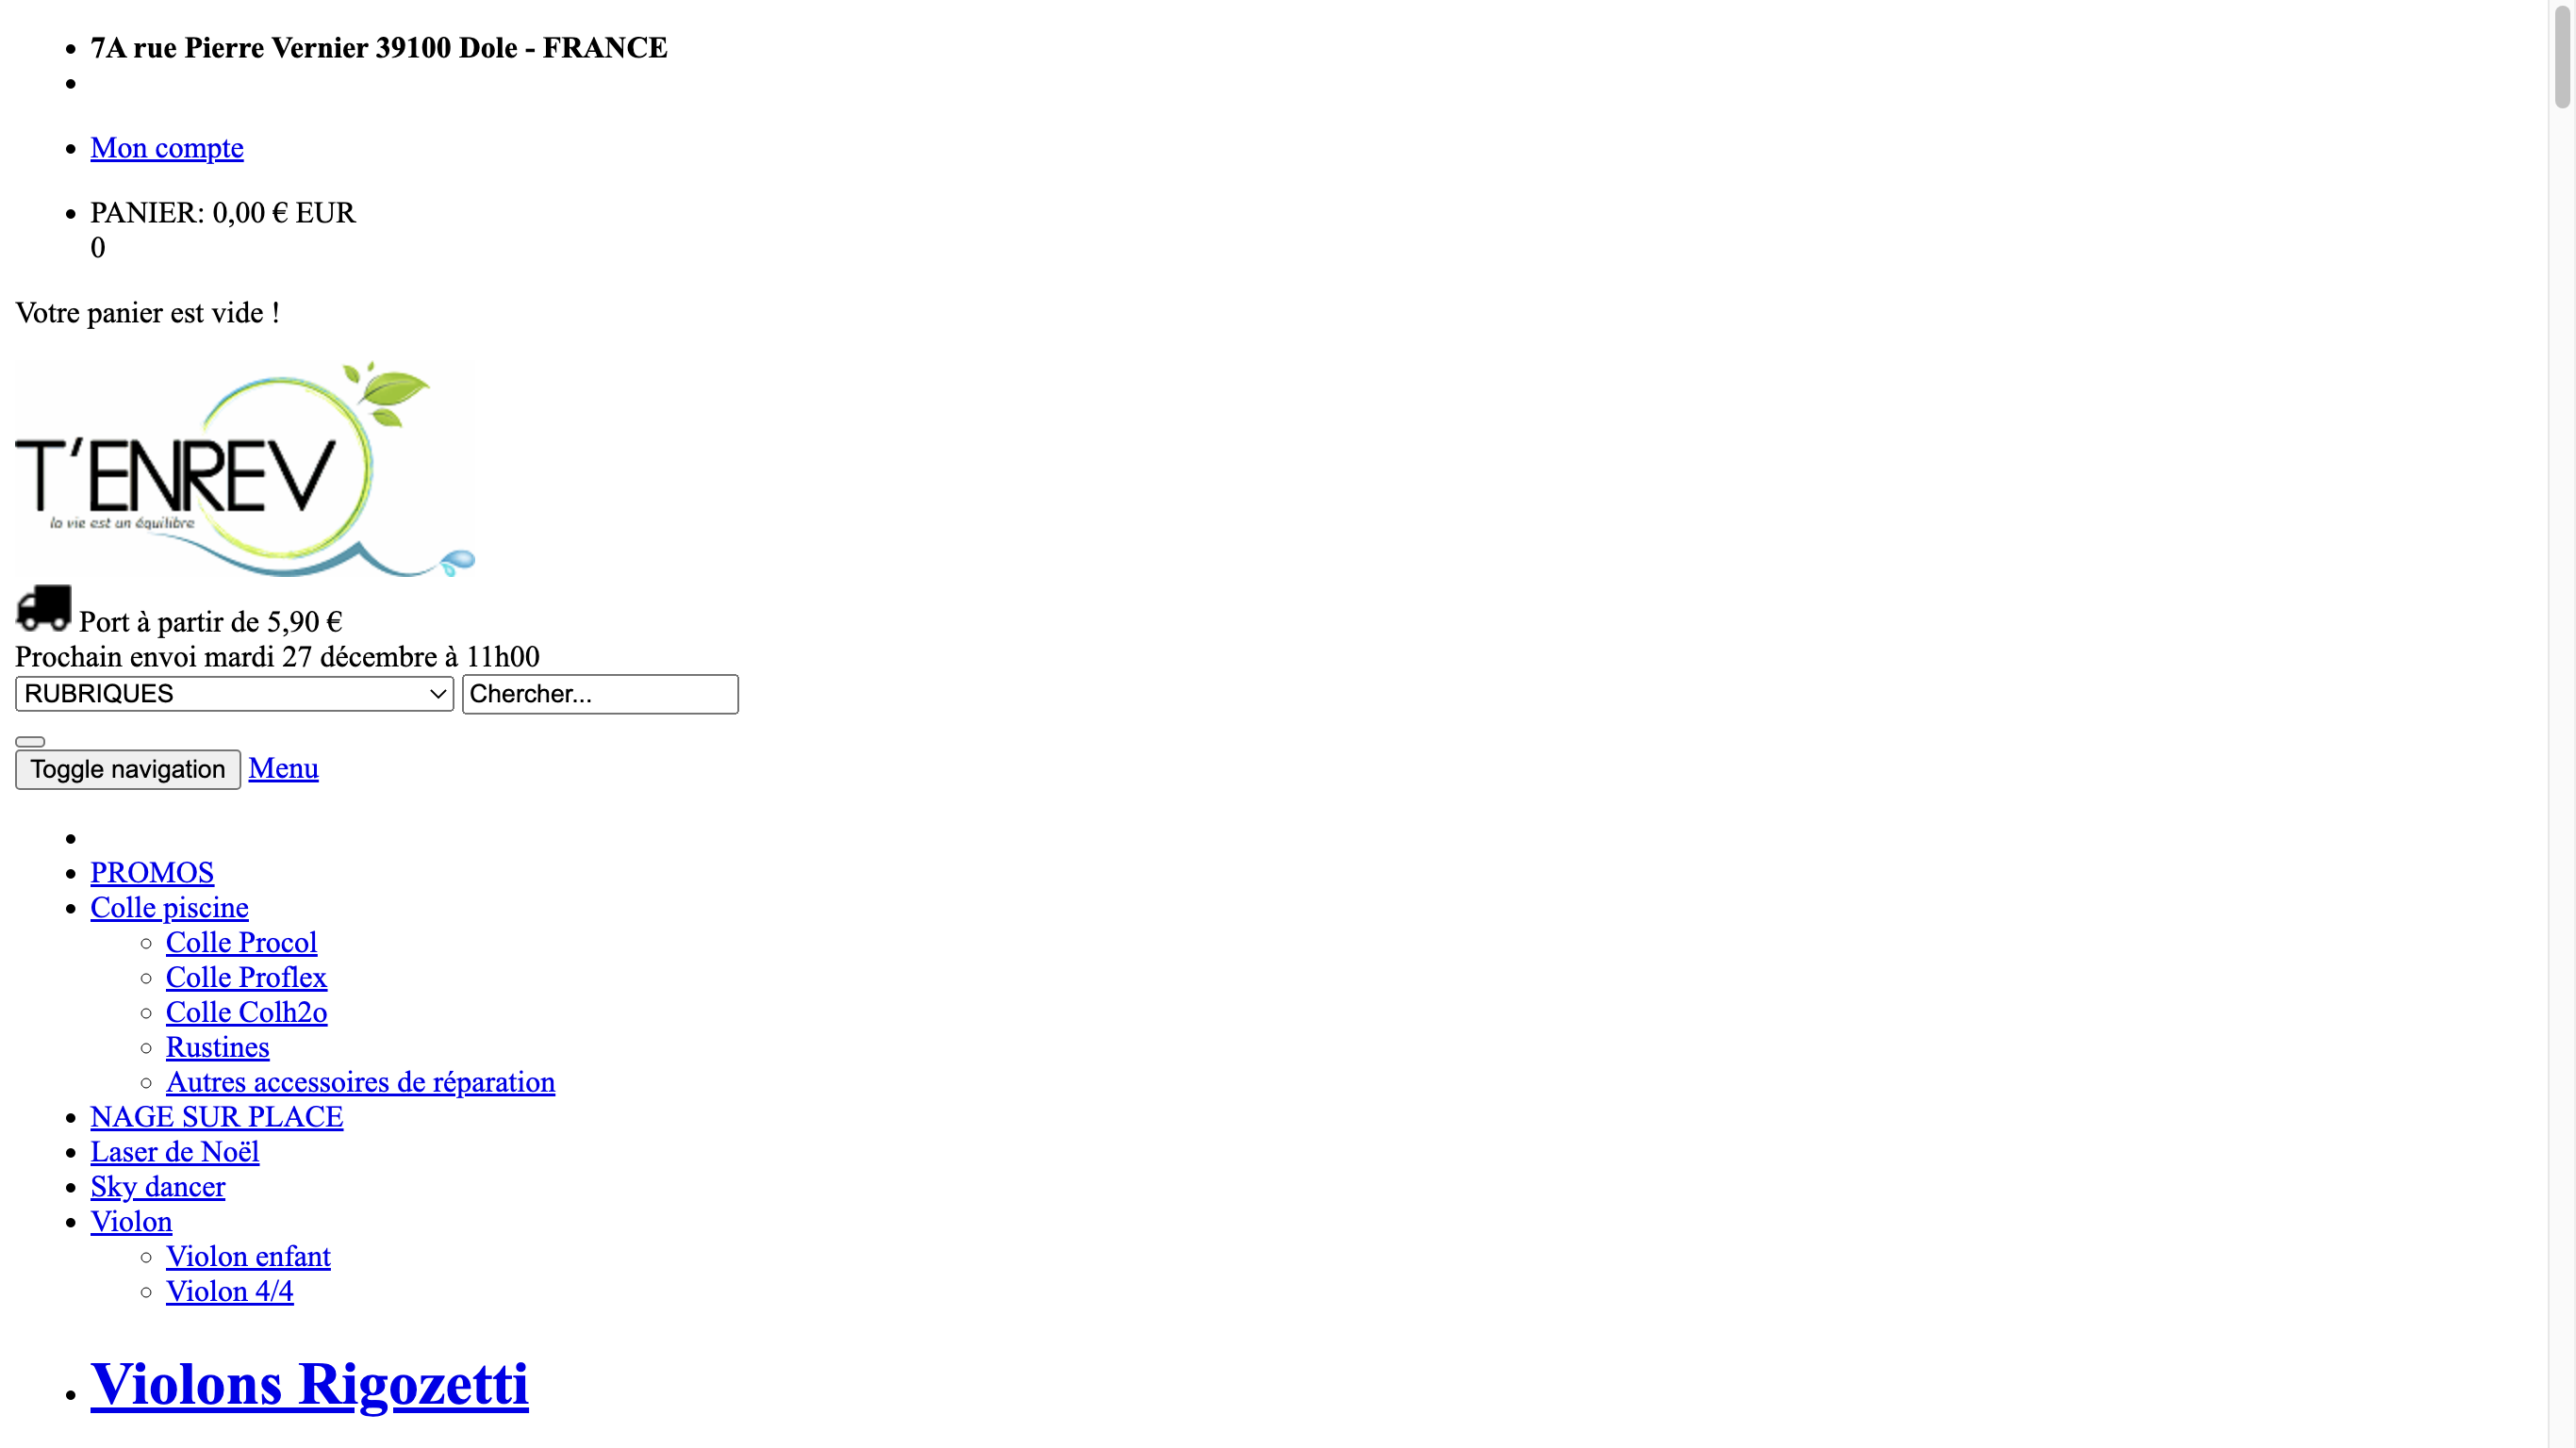 7A rue Pierre Vernier 39100 Dole - FRANCE
Mon compte
PANIER: 0,00 € EUR
0
Votre panier est vide !
T'ENREV
la vie est un équilibre
Port à partir de 5,90 €
Prochain envoi mardi 27 décembre à 11h00
RUBRIQUES Chercher...
Toggle navigation Menu
PROMOS
Colle piscine
Colle Procol
Colle Proflex
Colle Colh2o
Rustines
Autres accessoires de réparation
NAGE SUR PLACE
Laser de Noël
Sky dancer
Violon
Violon enfant
Violon 4/4
Violons Rigozetti